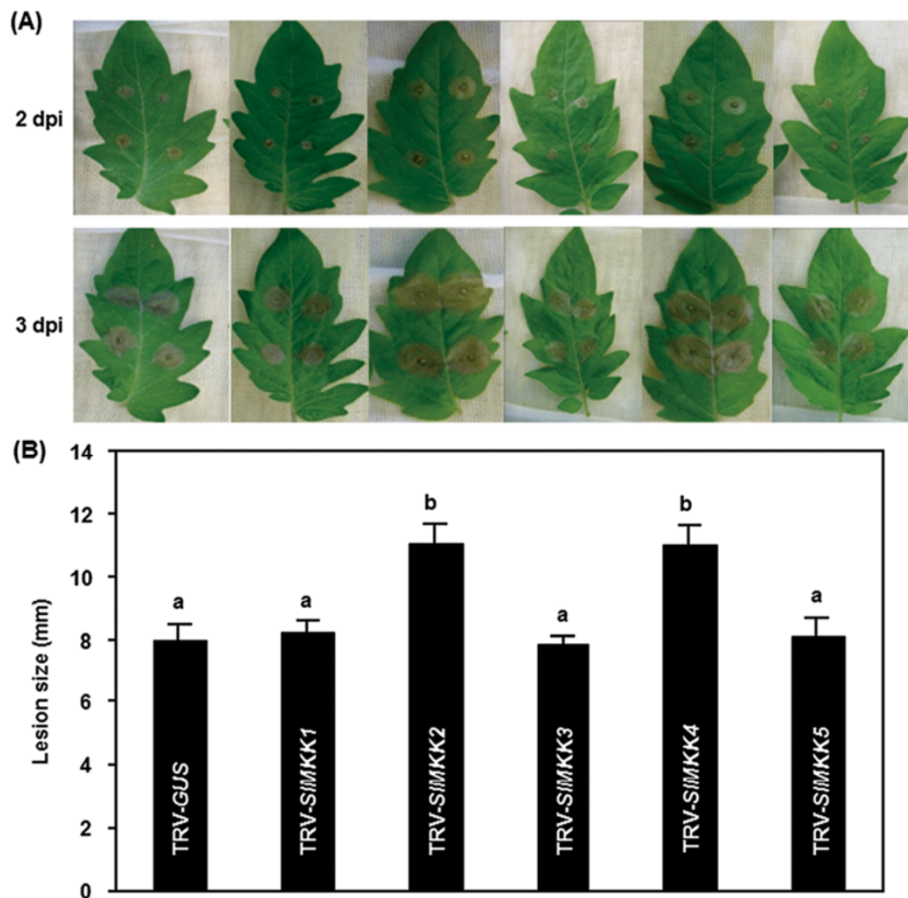 (A)
2 dpi
3 dpi
(B)
14
12
10
8
6
4
2
0
Lesion size (mm)
a
a
b
a
b
a
TRV-GUS
TRV-SlMKK1
TRV-SlMKK2
TRV-SlMKK3
TRV-SlMKK4
TRV-SlMKK5